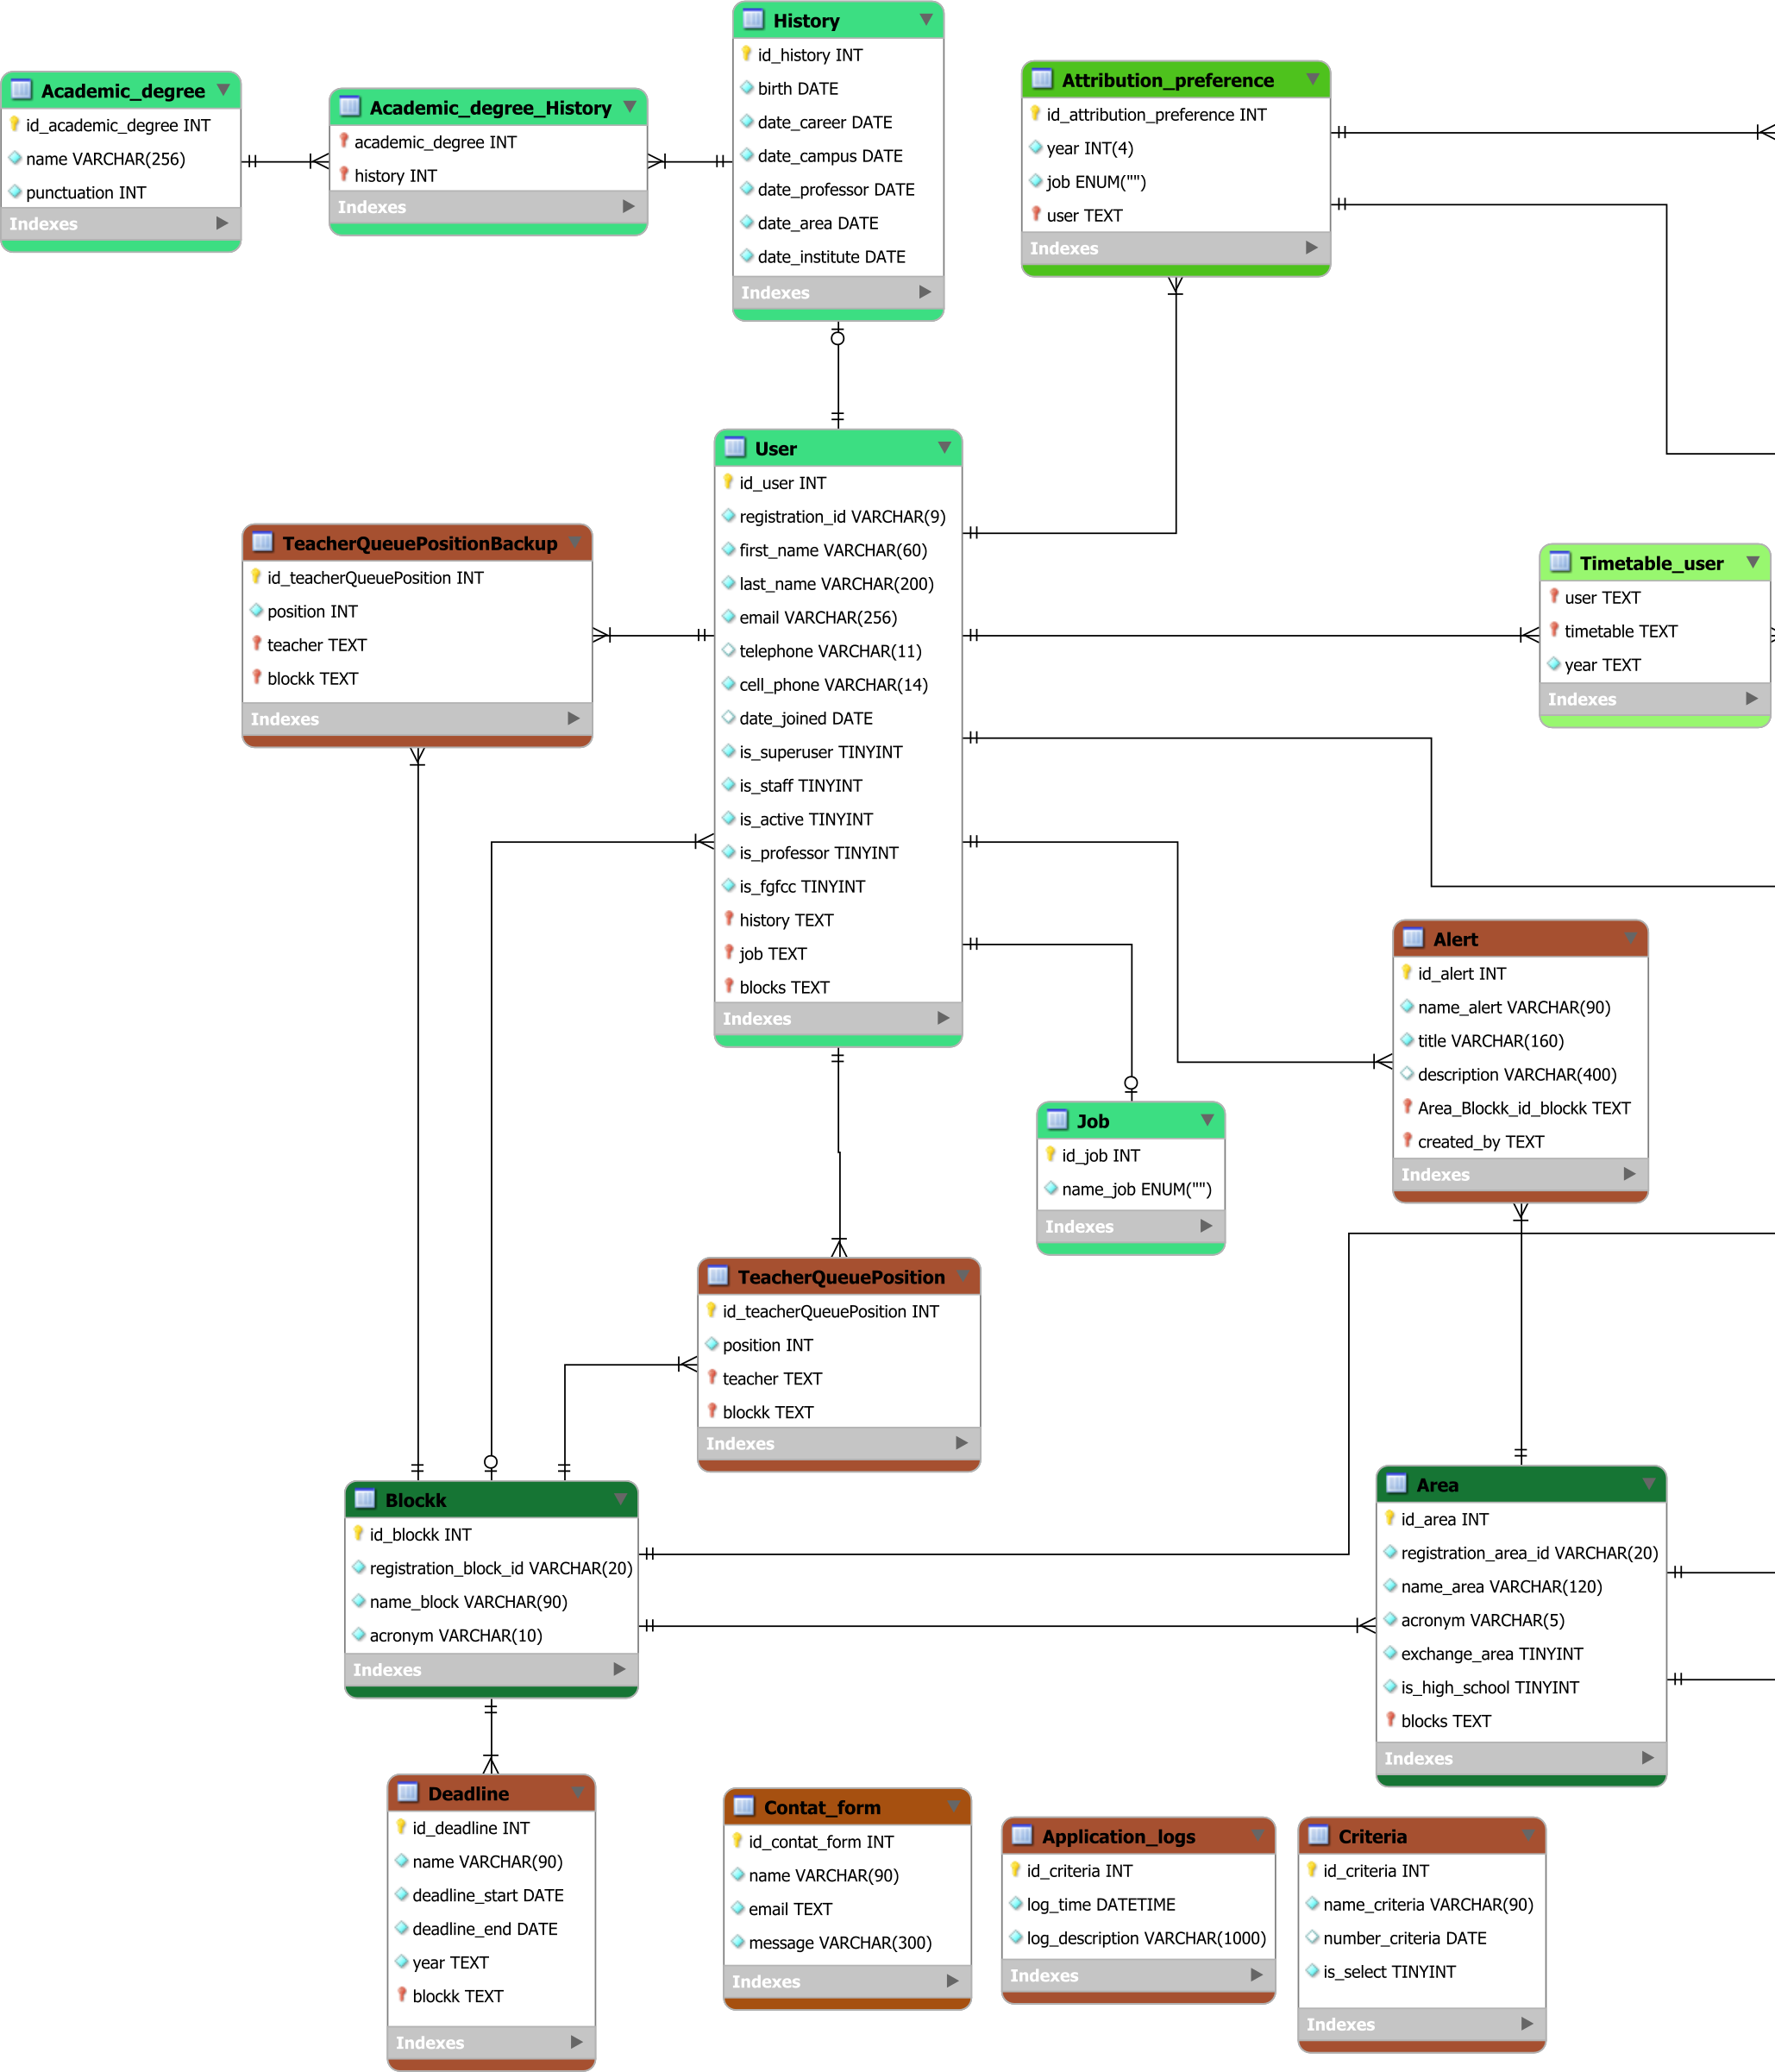 History
id_history INT
birth DATE
date_career DATE
date_campus DATE
date_professor DATE
date_area DATE
date_institute DATE
Indexes
Academic_degree
id_academic_degree INT
name VARCHAR(256)
punctuation INT
Indexes
Academic_degree_History
academic_degree INT
history INT
Indexes
Attribution_preference
id_attribution_preference INT
year INT(4)
job ENUM("")
user TEXT
Indexes
User
id_user INT
registration_id VARCHAR(9)
first_name VARCHAR(60)
last_name VARCHAR(200)
email VARCHAR(256)
telephone VARCHAR(11)
cell_phone VARCHAR(14)
date_joined DATE
is_superuser TINYINT
is_staff TINYINT
is_active TINYINT
is_professor TINYINT
is_fgfcc TINYINT
history TEXT
job TEXT
blocks TEXT
Indexes
TeacherQueuePositionBackup
id_teacherQueuePosition INT
position INT
teacher TEXT
blockk TEXT
Indexes
Timetable_user
user TEXT
timetable TEXT
year TEXT
Indexes
Alert
id_alert INT
name_alert VARCHAR(90)
title VARCHAR(160)
description VARCHAR(400)
Area_Blockk_id_blockk TEXT
created_by TEXT
Indexes
Job
id_job INT
name_job ENUM("")
Indexes
TeacherQueuePosition
id_teacherQueuePosition INT
position INT
teacher TEXT
blockk TEXT
Indexes
Blockk
id_blockk INT
registration_block_id VARCHAR(20)
name_block VARCHAR(90)
acronym VARCHAR(10)
Indexes
Area
id_area INT
registration_area_id VARCHAR(20)
name_area VARCHAR(120)
acronym VARCHAR(5)
exchange_area TINYINT
is_high_school TINYINT
blocks TEXT
Indexes
Deadline
id_deadline INT
name VARCHAR(90)
deadline_start DATE
deadline_end DATE
year TEXT
blockk TEXT
Indexes
Contat_form
id_contat_form INT
name VARCHAR(90)
email TEXT
message VARCHAR(300)
Indexes
Application_logs
id_criteria INT
log_time DATETIME
log_description VARCHAR(1000)
Indexes
Criteria
id_criteria INT
name_criteria VARCHAR(90)
number_criteria DATE
is_select TINYINT
Indexes